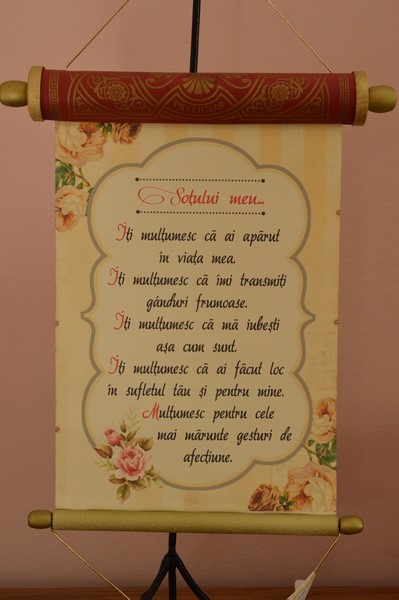 Soțului meu...
Îți mulțumesc că ai apărut
în viața mea.
Îți mulțumesc că îmi transmiți
gânduri frumoase.
Îți mulțumesc că mă iubești
așa cum sunt.
Îți mulțumesc că ai făcut loc
în sufletul tău și pentru mine.
Mulțumesc pentru cele
mai mărunte gesturi de
afecțiune.